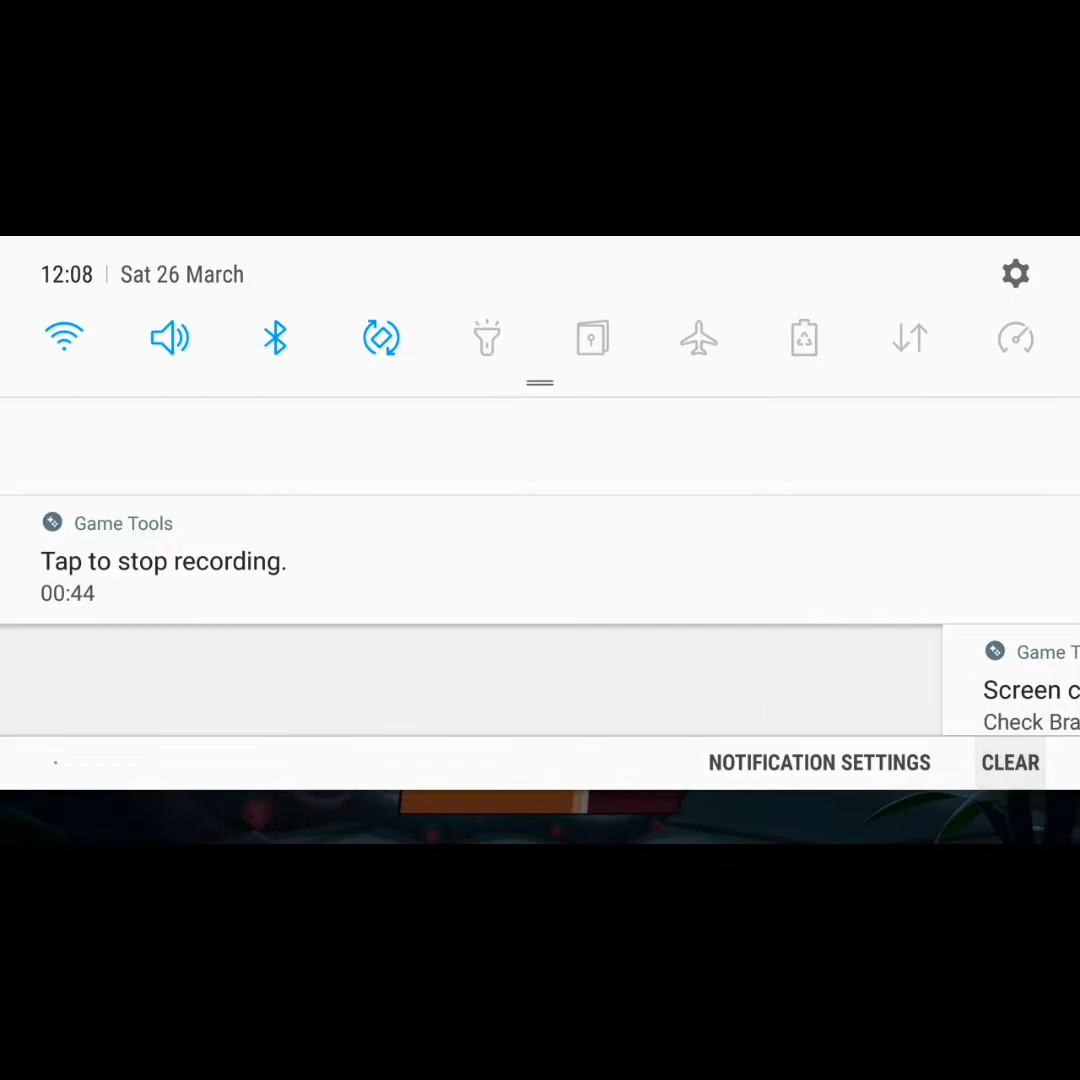 12:08 | Sat 26 March
Game Tools
Tap to stop recording.
00:44
Game T
Screen c
Check Bra
NOTIFICATION SETTINGS
CLEAR